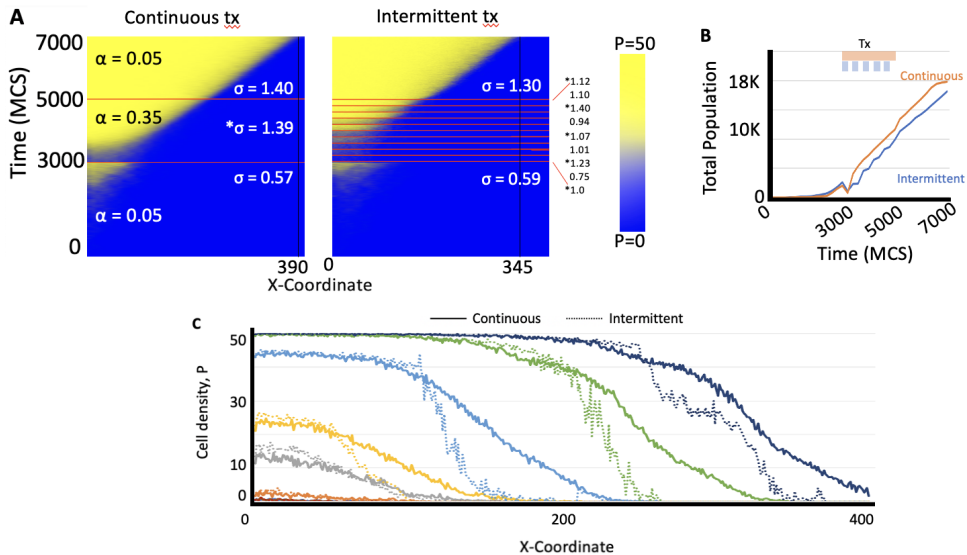 A
Continuous tx
Intermittent tx
Time (MCS)
7000
5000
3000
0
α = 0.05
σ = 1.40
α = 0.35
*σ = 1.39
σ = 0.57
α = 0.05
390
σ = 1.30
σ = 0.59
0
345
X-Coordinate
*1.12
1.10
*1.40
0.94
*1.07
1.01
*1.23
0.75
*1.0
P=50
P=0
B
Tx
Total Population
18K
10K
0
Continuous
Intermittent
0
3000
5000
7000
Time (MCS)
C
Continuous
Intermittent
Cell density, P
50
30
10
0
0
200
400
X-Coordinate